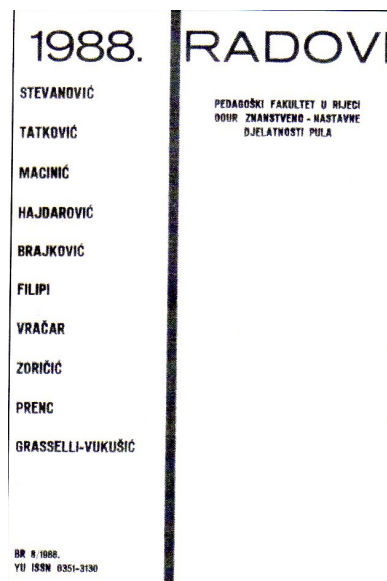 1988.
RADOVI
STEVANOVIĆ
TATKOVIĆ
MACINIĆ
HAJDAROVIĆ
BRAJKOVIĆ
FILIPI
VRAČAR
ZORIČIĆ
PRENC
GRASSELLI-VUKUŠIĆ
PEDAGOŠKI FAKULTET U RIJECI
OOUR ZNANSTVENO - NASTAVNE
DJELATNOSTI PULA
BR 8/1988.
YU ISSN 0351-3130